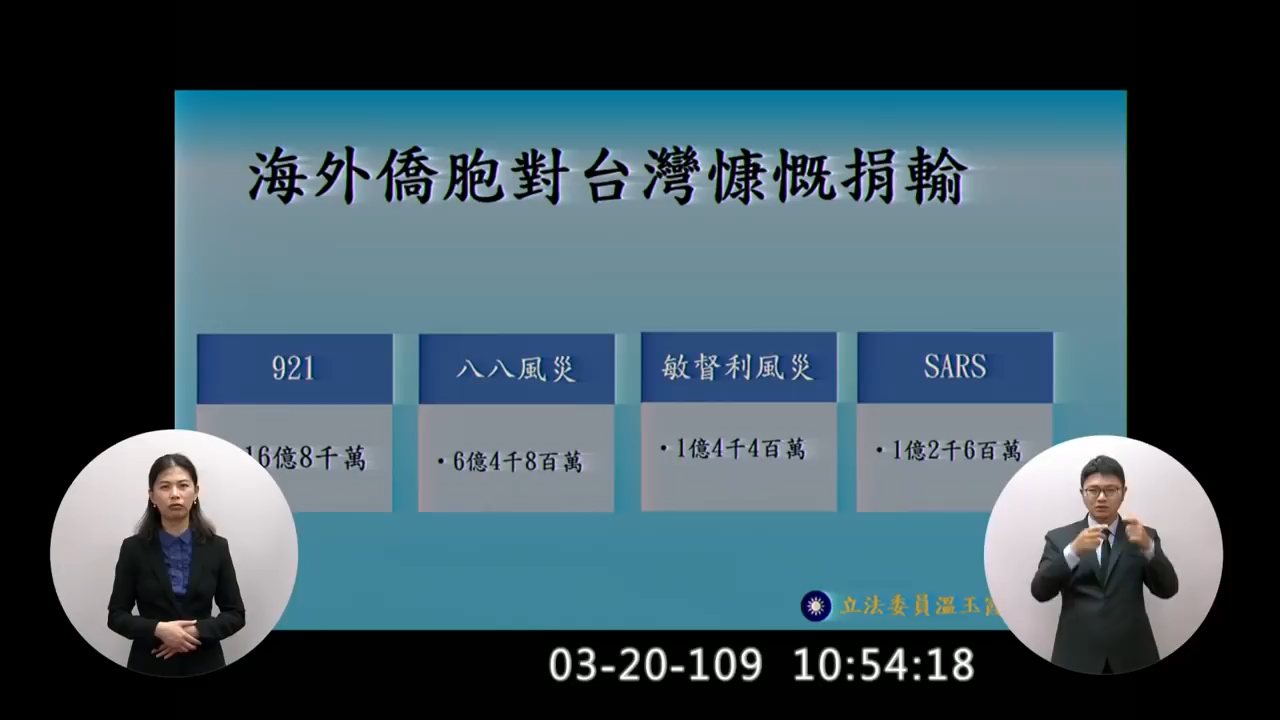 海外僑胞對台灣慷慨捐輸
921
八八風災
敏督利風災
SARS
16億8千萬
•6億4千8百萬
•1億4千4百萬
•1億2千6百萬
立法委員溫玉
03-20-109 10:54:18